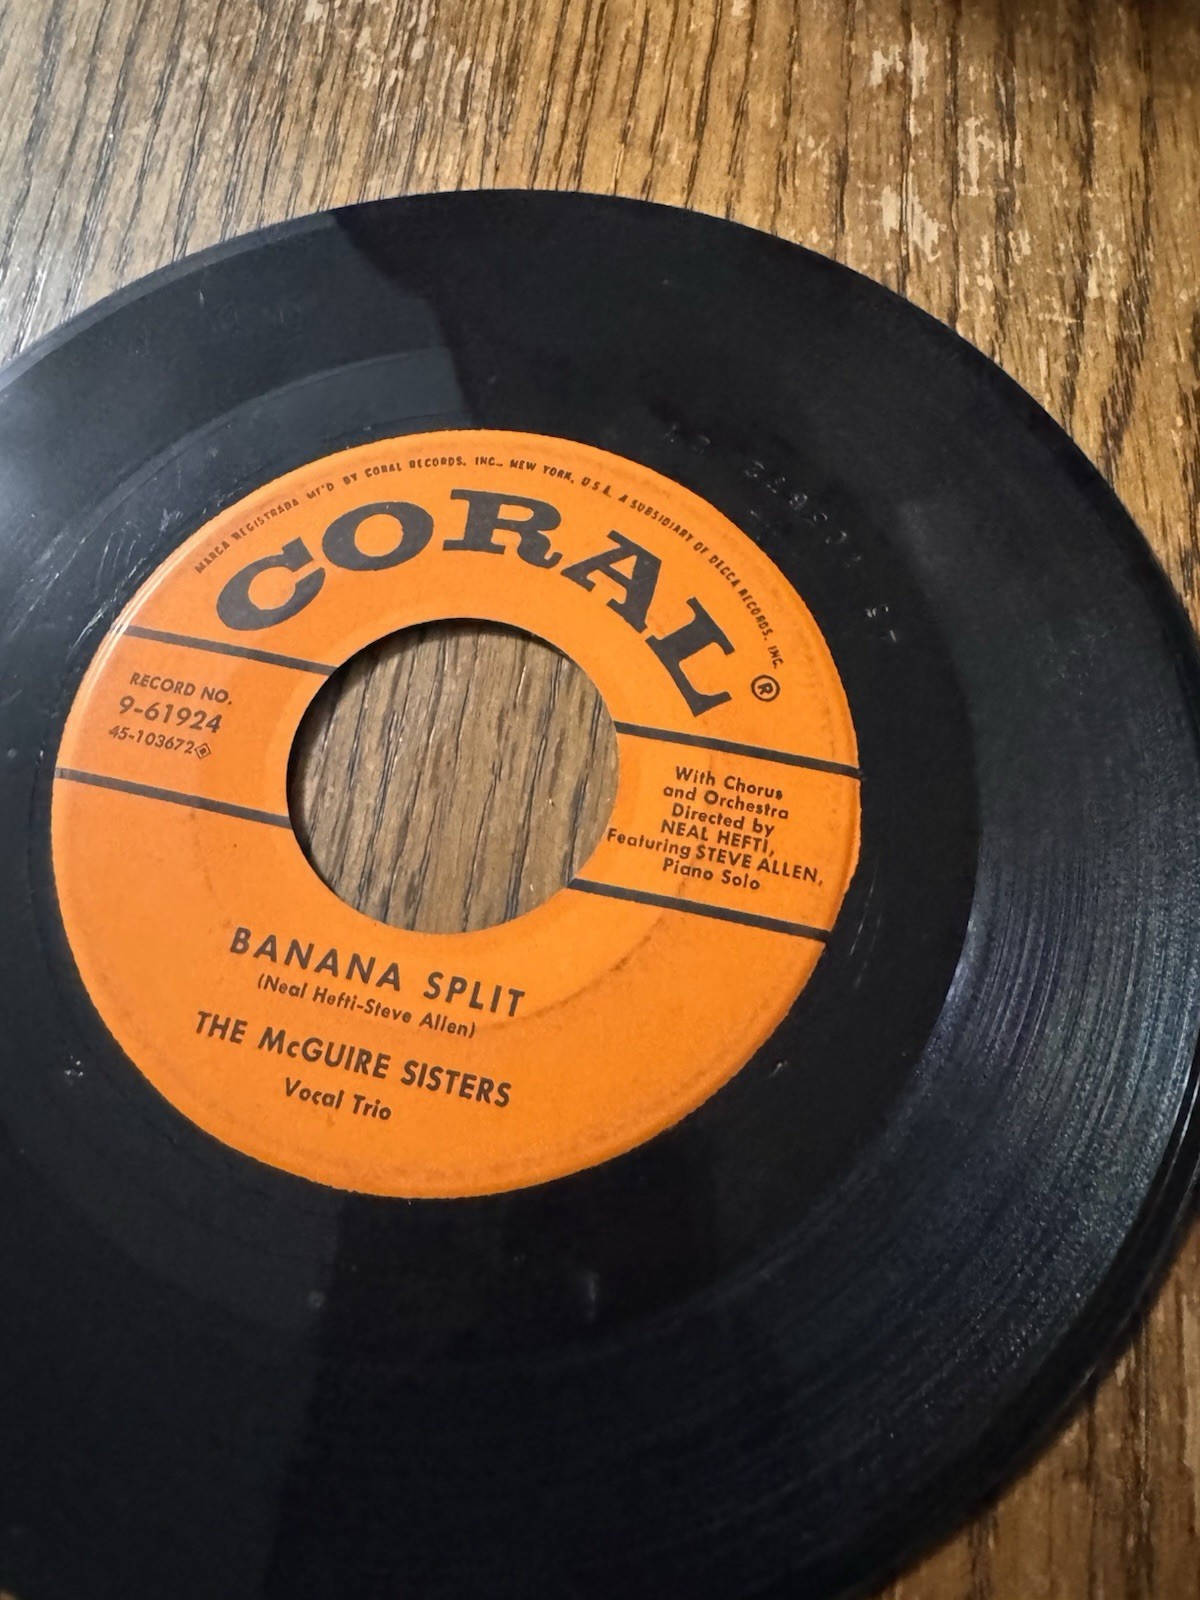 MARCA REGISTRADA MF'D BY CORAL RECORDS, INC., NEW YORK, U.S.A. A SUBSIDIARY OF DECCA RECORDS, INC.
CORAL ®
RECORD NO.
9-61924
45-103672
With Chorus
and Orchestra
Directed by
NEAL HEFTI,
Featuring STEVE ALLEN,
Piano Solo
BANANA SPLIT
(Neal Hefti-Steve Allen)
THE McGUIRE SISTERS
Vocal Trio